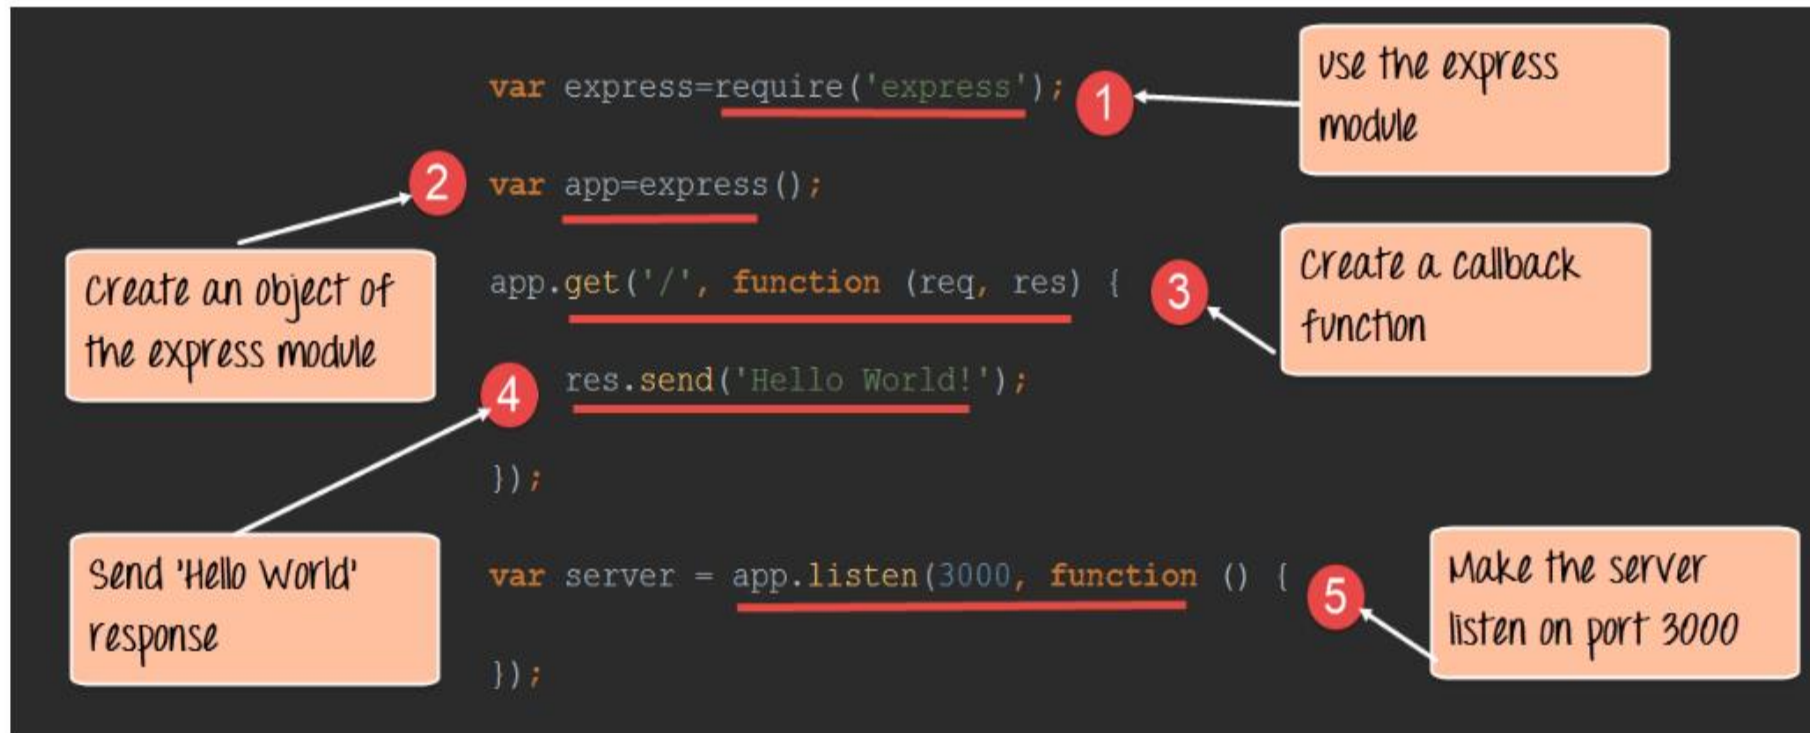 use the express
module
var express=require('express');
1
2
var app=express();
Create an object of
the express module
app.get('/', function (req, res) {
3
Create a callback
function
4
res.send('Hello World!');
});
Send 'Hello World'
response
var server = app.listen(3000, function () {
5
Make the server
listen on port 3000
});